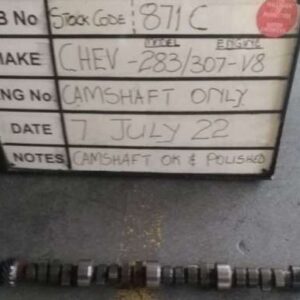 B No STOCK CODE: 871C
MODEL ENGINE
MAKE CHEV - 283/307-V8
NG No. CAMSHAFT ONLY
DATE 7 JULY 22
NOTES CAMSHAFT OK & POLISHED